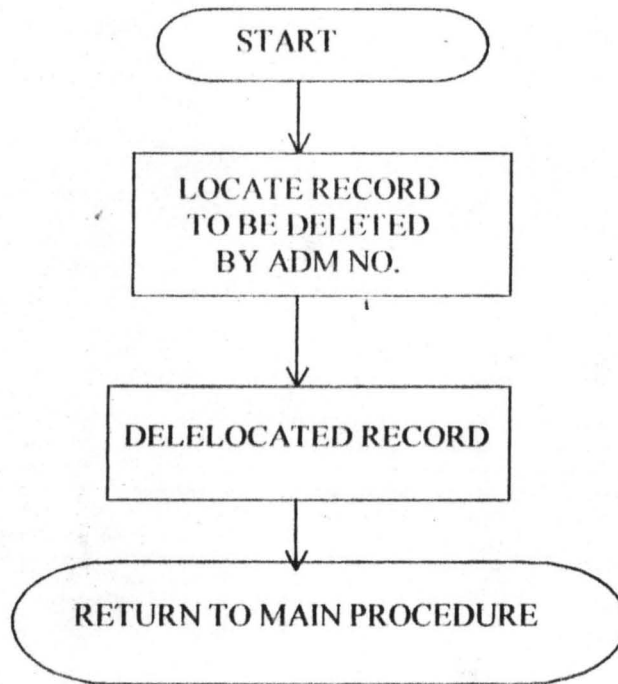 START
LOCATE RECORD
TO BE DELETED
BY ADM NO.
DELELOCATED RECORD
RETURN TO MAIN PROCEDURE